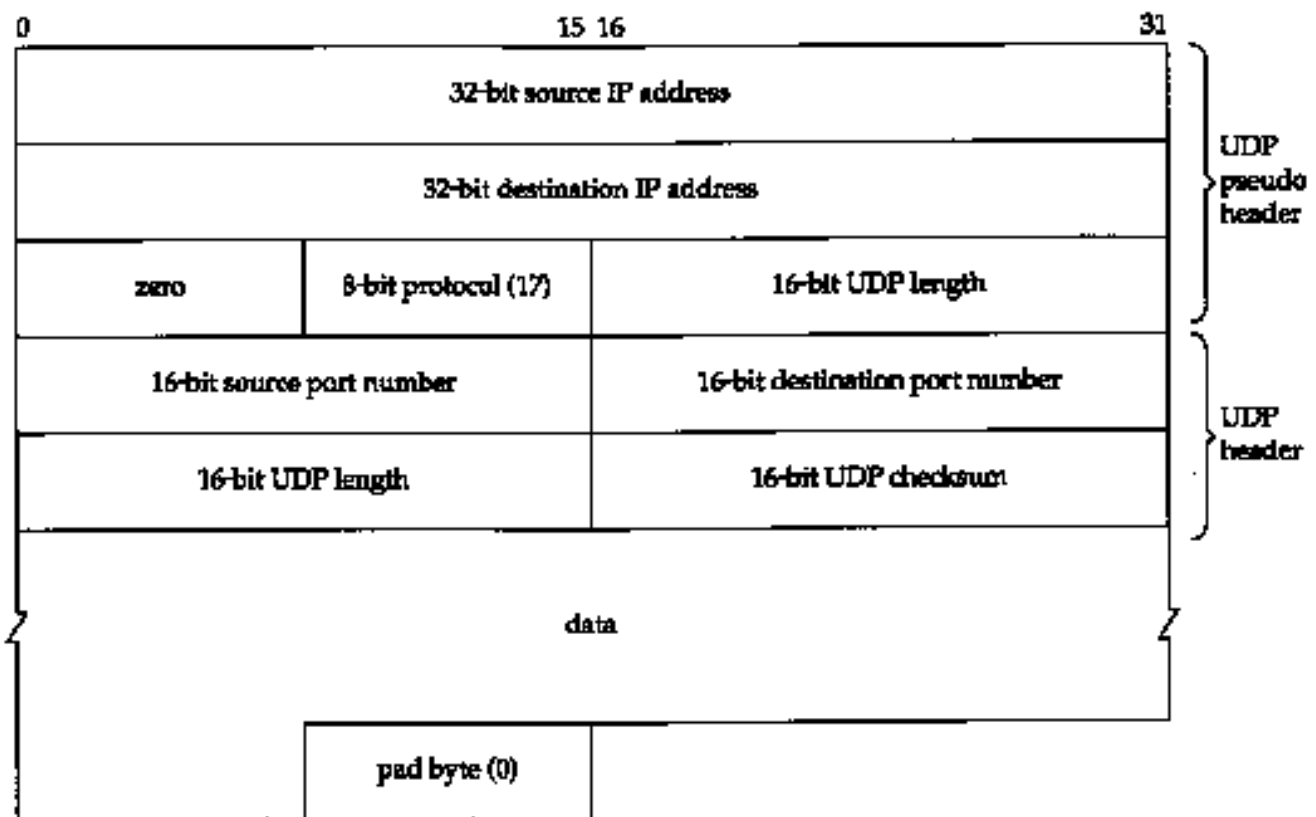 0 15 16 31
32-bit source IP address
32-bit destination IP address
UDP
pseudo
header
zero 8-bit protocol (17) 16-bit UDP length
16-bit source port number 16-bit destination port number
UDP
header
16-bit UDP length 16-bit UDP checksum
data
pad byte (0)